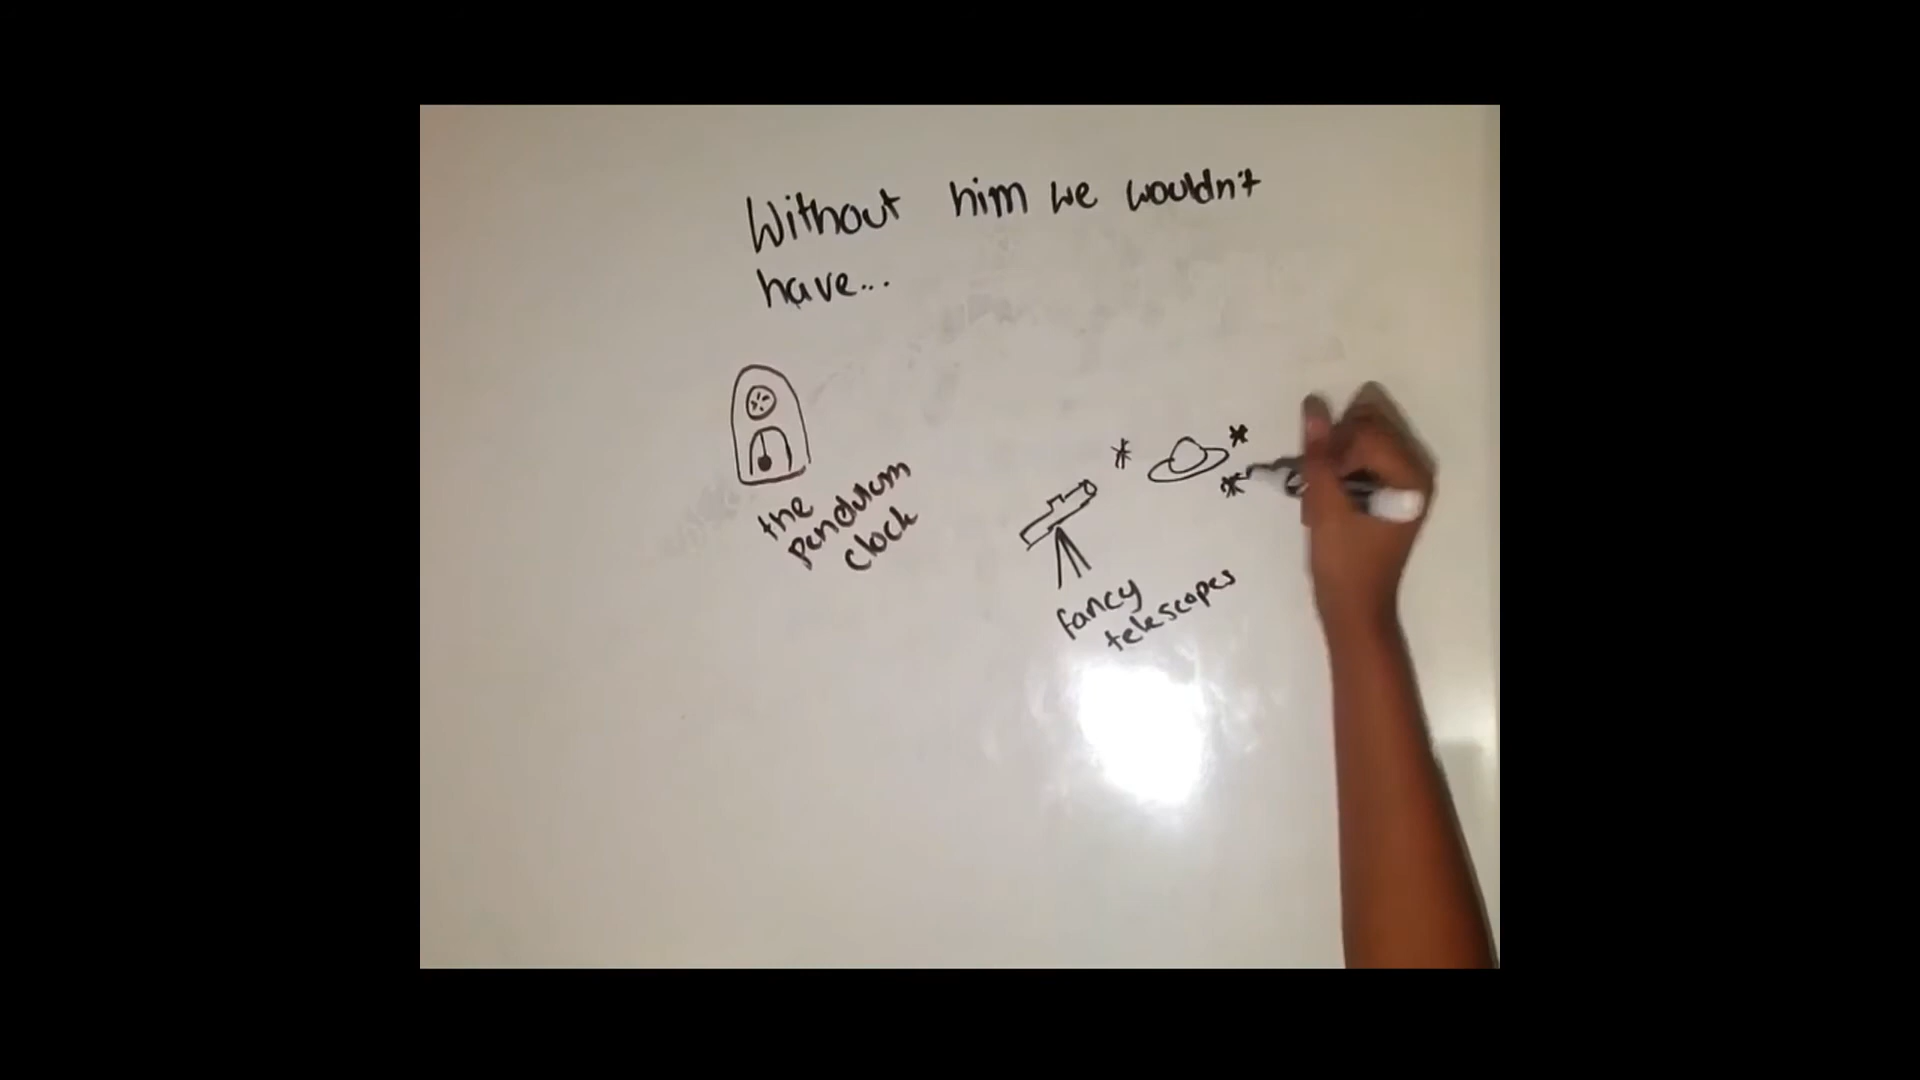 Without him we wouldn't
have...
the
pendulum
clock
fancy
telescopes